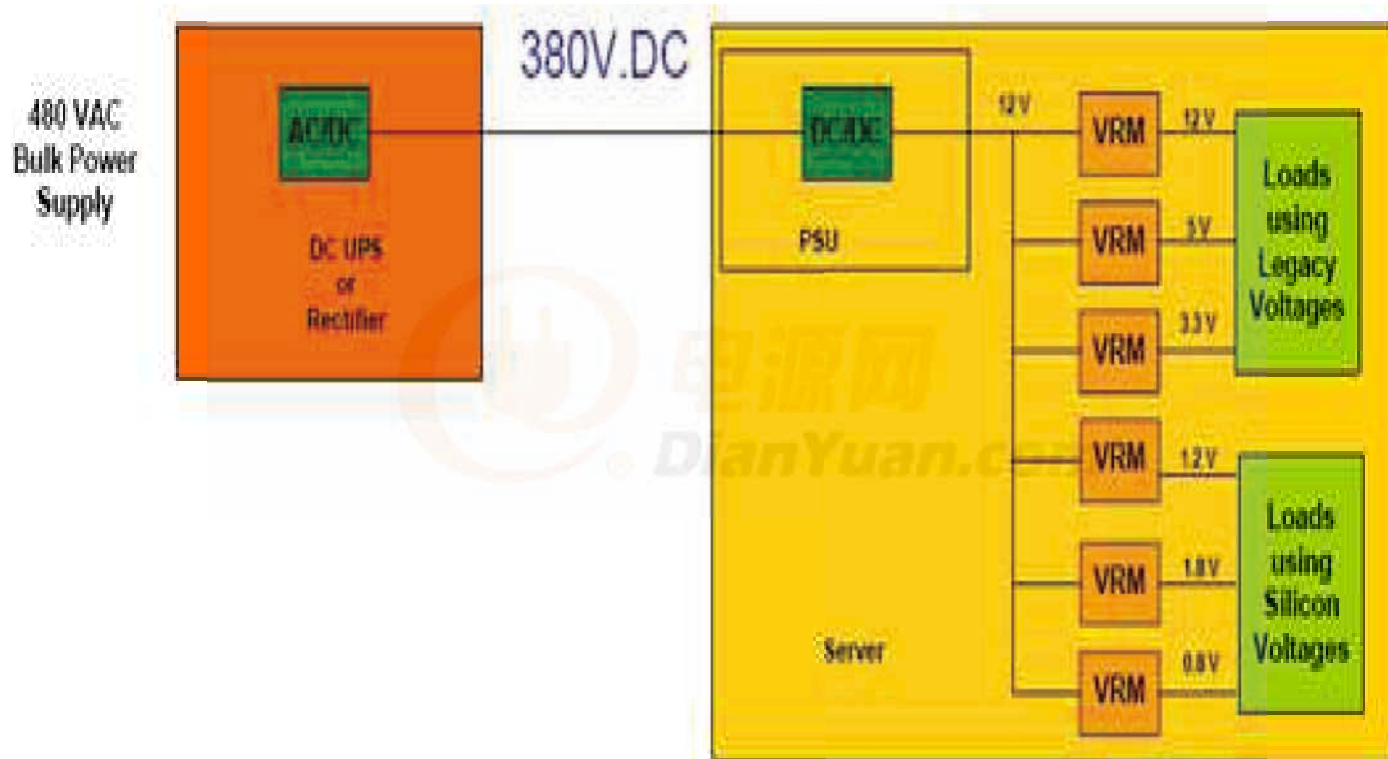 480 VAC
Bulk Power
Supply
AC/DC
DC UPS
or
Rectifier
380V.DC
DC/DC
PSU
12 V
VRM
12 V
VRM
5 V
VRM
3.3 V
Loads
using
Legacy
Voltages
VRM
12 V
VRM
1.8 V
VRM
0.8 V
Loads
using
Silicon
Voltages
Server
电源网
DianYuan.com